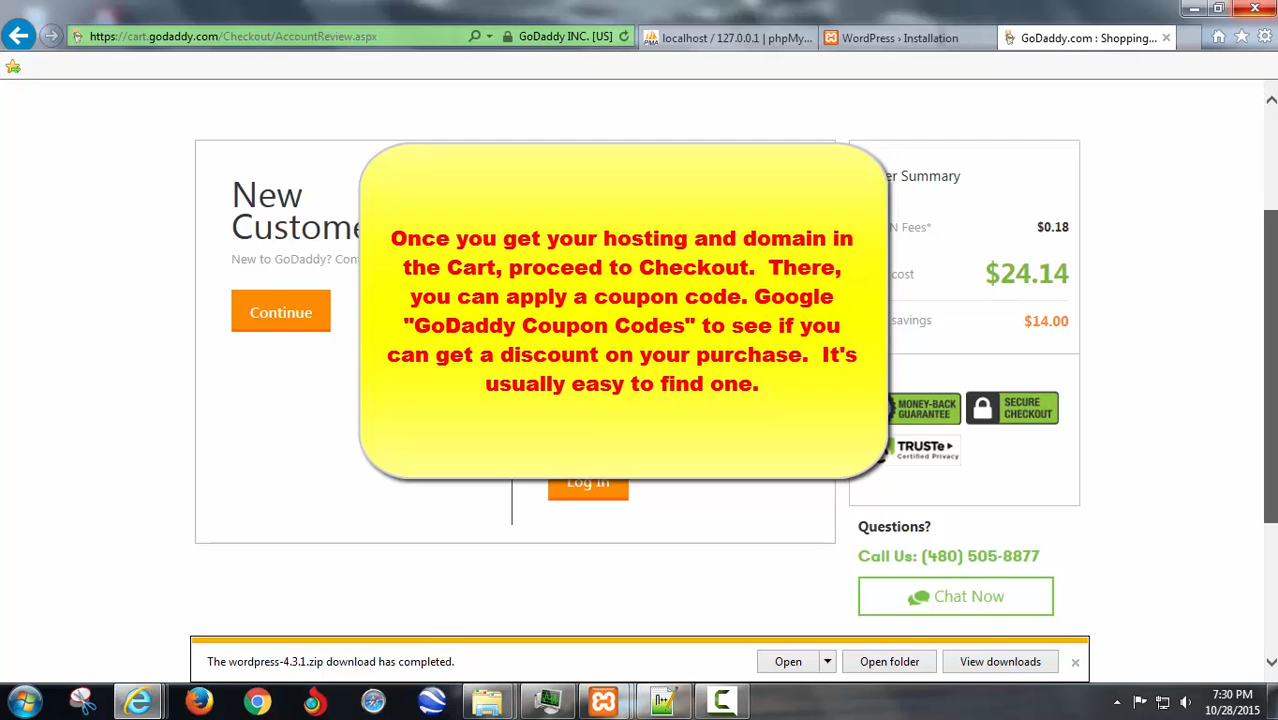 https://cart.godaddy.com/Checkout/AccountReview.aspx
GoDaddy INC. [US]
localhost / 127.0.0.1 | phpMy...
WordPress › Installation
GoDaddy.com : Shopping...
New
Custome
New to GoDaddy? Con
Continue
Once you get your hosting and domain in
the Cart, proceed to Checkout. There,
you can apply a coupon code. Google
"GoDaddy Coupon Codes" to see if you
can get a discount on your purchase. It's
usually easy to find one.
Log In
er Summary
N Fees* $0.18
cost $24.14
savings $14.00
MONEY-BACK
GUARANTEE
SECURE
CHECKOUT
TRUSTe
Certified Privacy
Questions?
Call Us: (480) 505-8877
Chat Now
The wordpress-4.3.1.zip download has completed.
Open
Open folder
View downloads
7:30 PM
10/28/2015